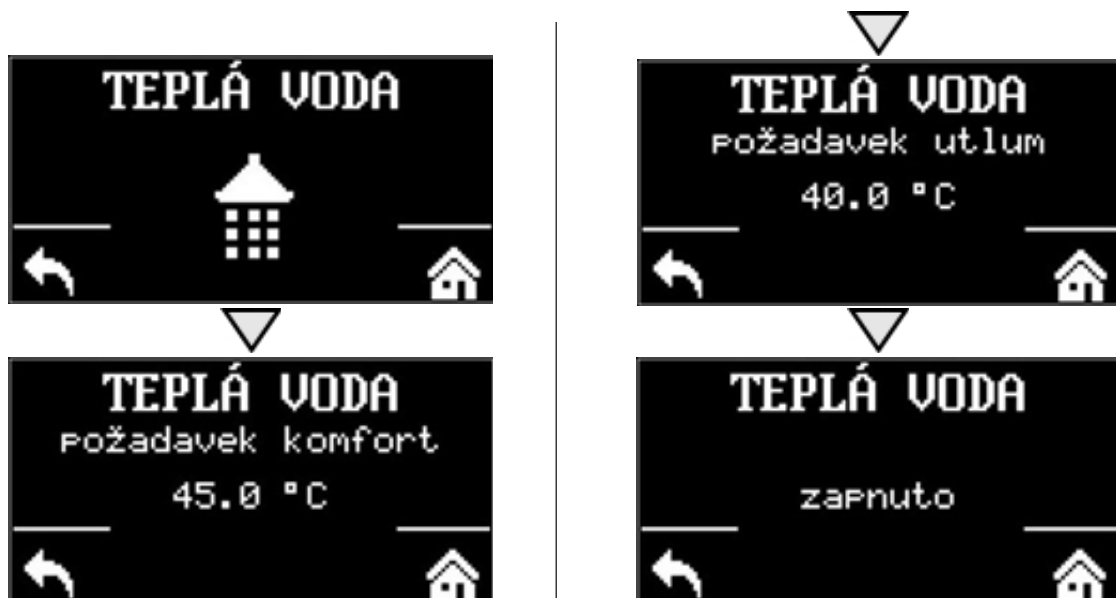 TEPLÁ VODA
TEPLÁ VODA
požadavek komfort
45.0 °C
TEPLÁ VODA
požadavek utlum
40.0 °C
TEPLÁ VODA
zapnuto